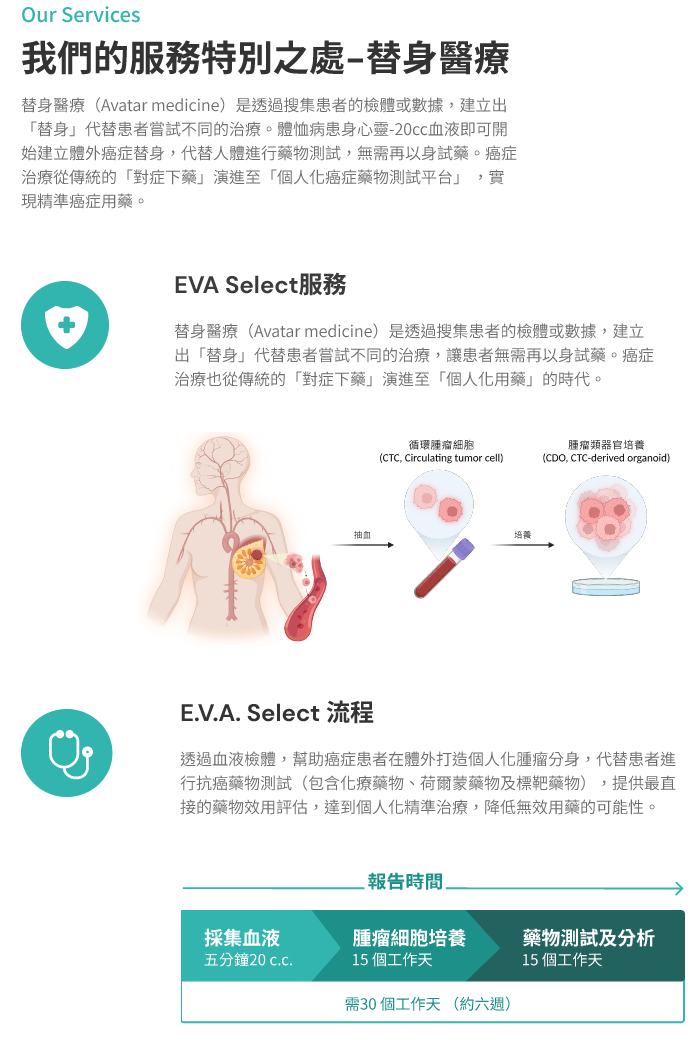 Our Services
我們的服務特別之處–替身醫療
替身醫療（Avatar medicine）是透過搜集患者的檢體或數據，建立出
「替身」代替患者嘗試不同的治療。體恤病患身心靈-20cc血液即可開
始建立體外癌症替身，代替人體進行藥物測試，無需再以身試藥。癌症
治療從傳統的「對症下藥」演進至「個人化癌症藥物測試平台」 ，實
現精準癌症用藥。
EVA Select服務
替身醫療（Avatar medicine）是透過搜集患者的檢體或數據，建立
出「替身」代替患者嘗試不同的治療，讓患者無需再以身試藥。癌症
治療也從傳統的「對症下藥」演進至「個人化用藥」的時代。
循環腫瘤細胞
(CTC, Circulating tumor cell)
腫瘤類器官培養
(CDO, CTC-derived organoid)
抽血
培養
E.V.A. Select 流程
透過血液檢體，幫助癌症患者在體外打造個人化腫瘤分身，代替患者進
行抗癌藥物測試（包含化療藥物、荷爾蒙藥物及標靶藥物），提供最直
接的藥物效用評估，達到個人化精準治療，降低無效用藥的可能性。
報告時間
採集血液
五分鐘20 c.c.
腫瘤細胞培養
15 個工作天
藥物測試及分析
15 個工作天
需30 個工作天 （約六週）